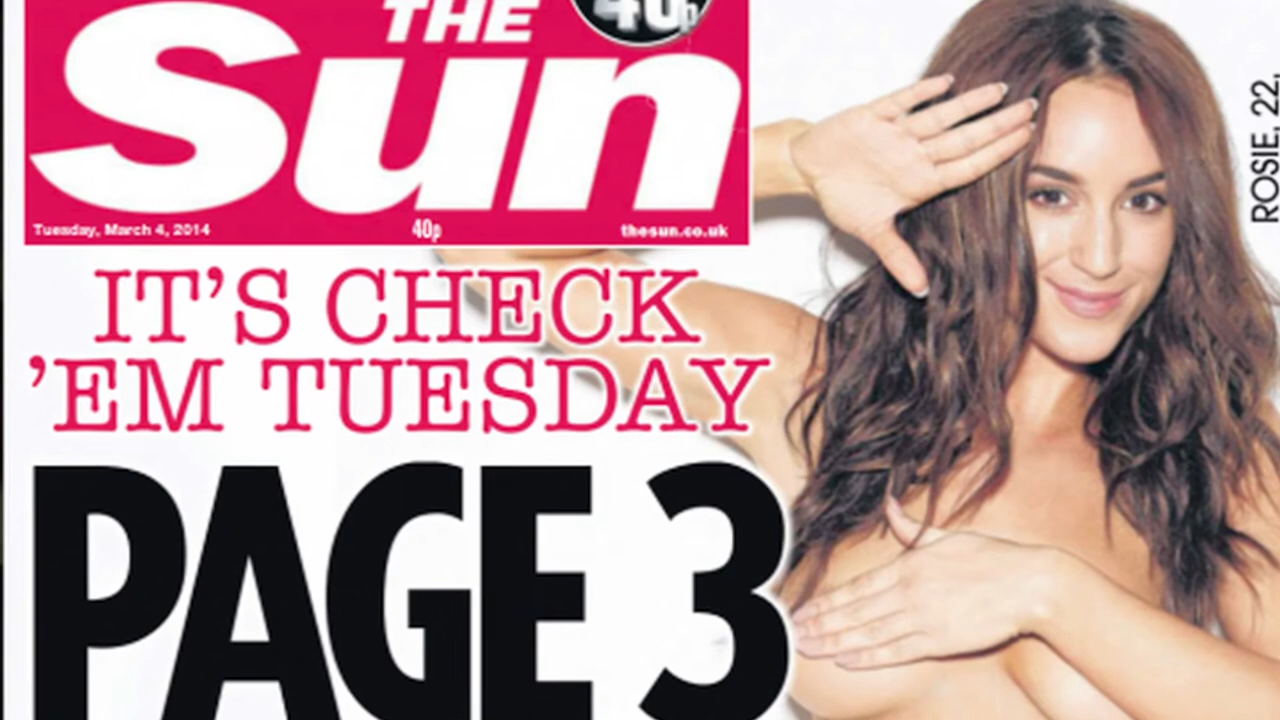 THE
Sun
40p
Tuesday, March 4, 2014
40p
thesun.co.uk
IT'S CHECK
'EM TUESDAY
PAGE 3
ROSIE, 22,